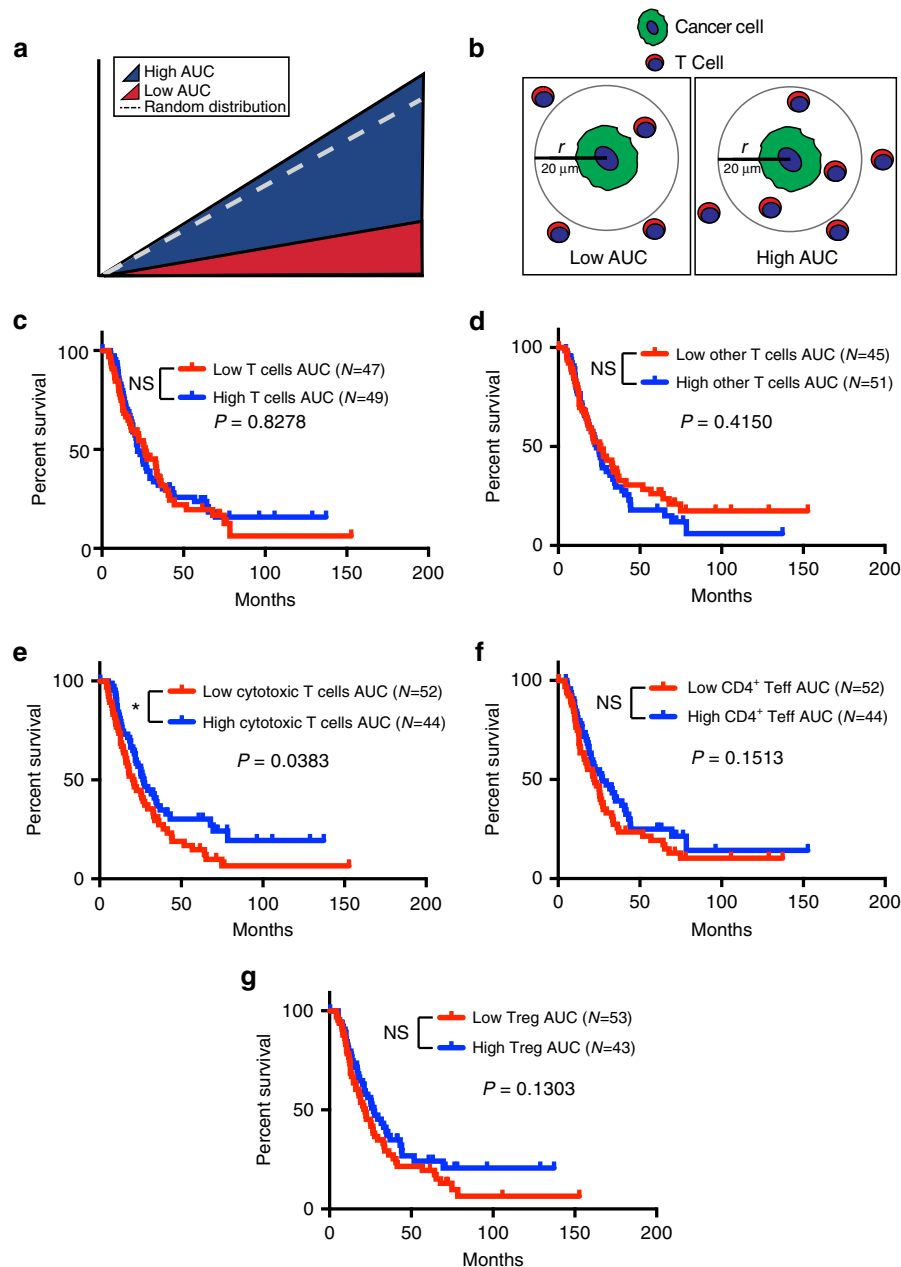 a
High AUC
Low AUC
Random distribution
b
Cancer cell
T Cell
r
20 μm
Low AUC
r
20 μm
High AUC
c
Percent survival
100
50
0
0 50 100 150 200
Months
NS
Low T cells AUC (N=47)
High T cells AUC (N=49)
P = 0.8278
d
Percent survival
100
50
0
0 50 100 150 200
Months
NS
Low other T cells AUC (N=45)
High other T cells AUC (N=51)
P = 0.4150
e
Percent survival
100
50
0
0 50 100 150 200
Months
*
Low cytotoxic T cells AUC (N=52)
High cytotoxic T cells AUC (N=44)
P = 0.0383
f
Percent survival
100
50
0
0 50 100 150 200
Months
NS
Low CD4⁺ Teff AUC (N=52)
High CD4⁺ Teff AUC (N=44)
P = 0.1513
g
Percent survival
100
50
0
0 50 100 150 200
Months
NS
Low Treg AUC (N=53)
High Treg AUC (N=43)
P = 0.1303